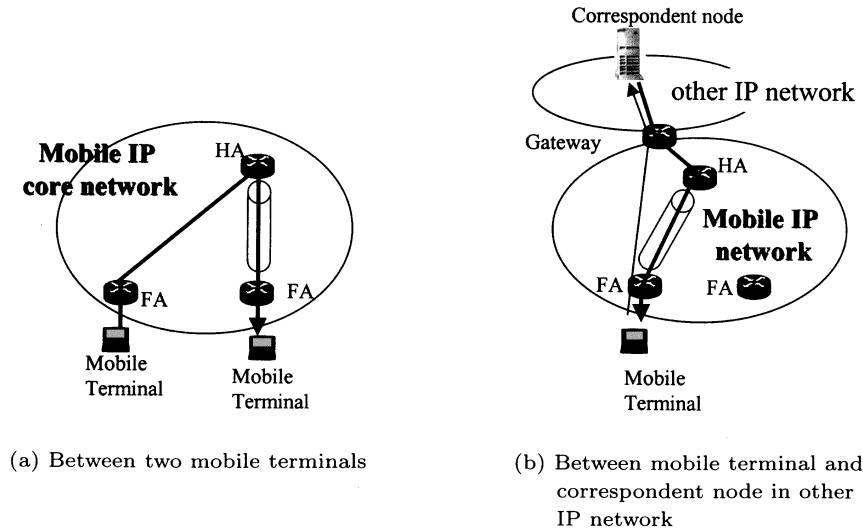 Mobile IP
core network
HA
FA
FA
Mobile
Terminal
Mobile
Terminal
(a) Between two mobile terminals
Correspondent node
other IP network
Gateway
HA
Mobile IP
network
FA
FA
Mobile
Terminal
(b) Between mobile terminal and
correspondent node in other
IP network